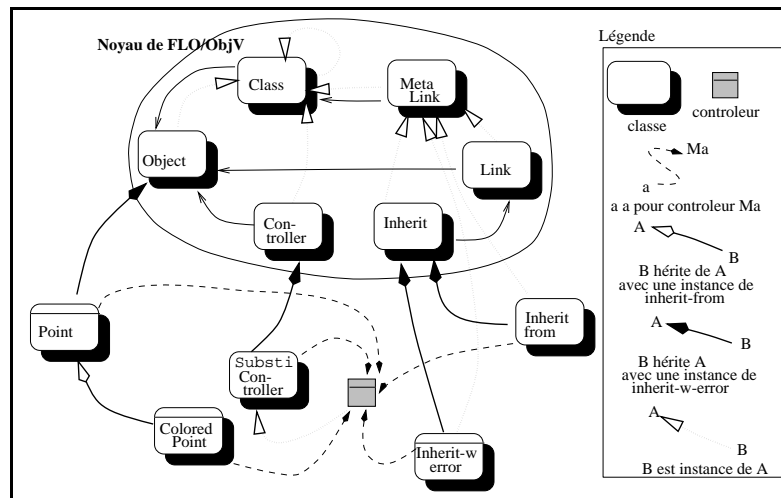 Noyau de FLO/ObjV
Class
Meta
Link
Object
Link
Con-
troller
Inherit
Point
Substi
Con-
troller
Inherit
from
Colored
Point
Inherit-w
error
Légende
classe
controleur
Ma
a
a a pour controleur Ma
A
B
B hérite de A
avec une instance de
inherit-from
A
B
B hérite A
avec une instance de
inherit-w-error
A
B
B est instance de A